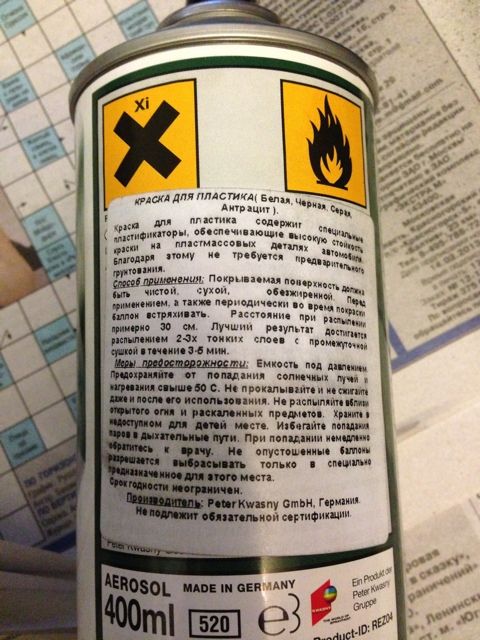 Xi
КРАСКА ДЛЯ ПЛАСТИКА( Белая, Черная, Серая,
Антрацит ).
Краска для пластика содержит специальные
пластификаторы, обеспечивающие высокую стойкость
краски на пластмассовых деталях автомобиля.
Благодаря этому не требуется предварительного
грунтования.
Способ применения: Покрываемая поверхность должна
быть чистой, сухой, обезжиренной. Перед
применением, а также периодически во время покраски
баллон встряхивать. Расстояние при распылении
примерно 30 см. Лучший результат достигается
распылением 2-3х тонких слоев с промежуточной
сушкой в течение 3-5 мин.
Меры предосторожности: Емкость под давлением.
Предохраняйте от попадания солнечных лучей и
нагревания свыше 50 С. Не прокалывайте и не сжигайте
даже и после его использования. Не распыляйте вблизи
открытого огня и раскаленных предметов. Храните в
недоступном для детей месте. Избегайте попадания
паров в дыхательные пути. При попадании немедленно
обратитесь к врачу. Не опустошенные баллоны
разрешается выбрасывать только в специально
предназначенное для этого места.
Срок годности неограничен.
Производитель: Peter Kwasny GmbH, Германия.
Не подлежит обязательной сертификации.
Peter Kwasny
AEROSOL MADE IN GERMANY
400ml 520 e3
KWASNY
Ein Produkt der
Peter Kwasny
Gruppe
Product-ID: REZ04